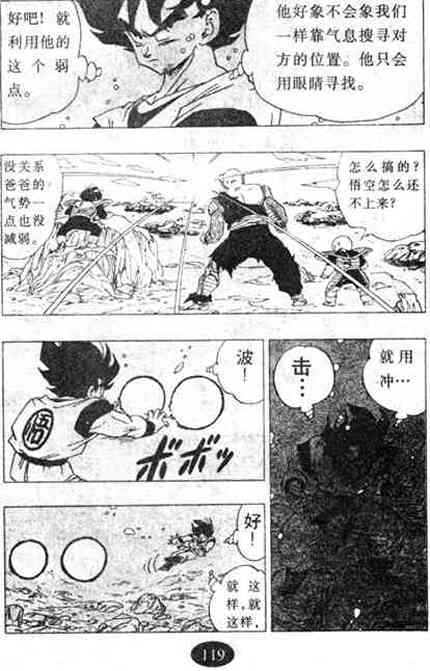 他好象不会象我们
一样靠气息搜寻对
方的位置。他只会
用眼睛寻找。
好吧！就
利用他的
这个弱
点。
怎么搞的？
悟空怎么还
不上来？
没关系
爸爸的
气势一
点也没
减弱。
就用
冲…
击…
波！
悟
ボボッ
好！
就这
样，就
这样，
119